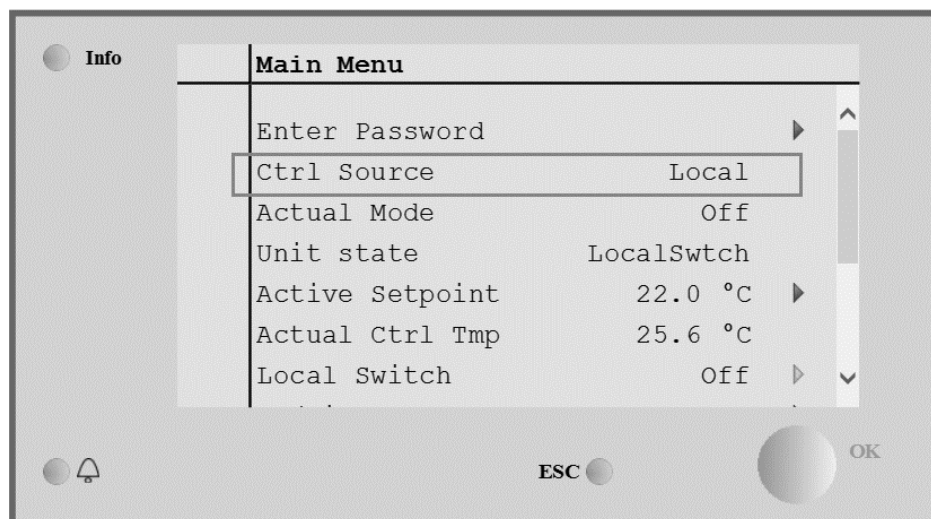 Info
Main Menu
Enter Password
Ctrl Source Local
Actual Mode Off
Unit state LocalSwtch
Active Setpoint 22.0 °C
Actual Ctrl Tmp 25.6 °C
Local Switch Off
OK
ESC